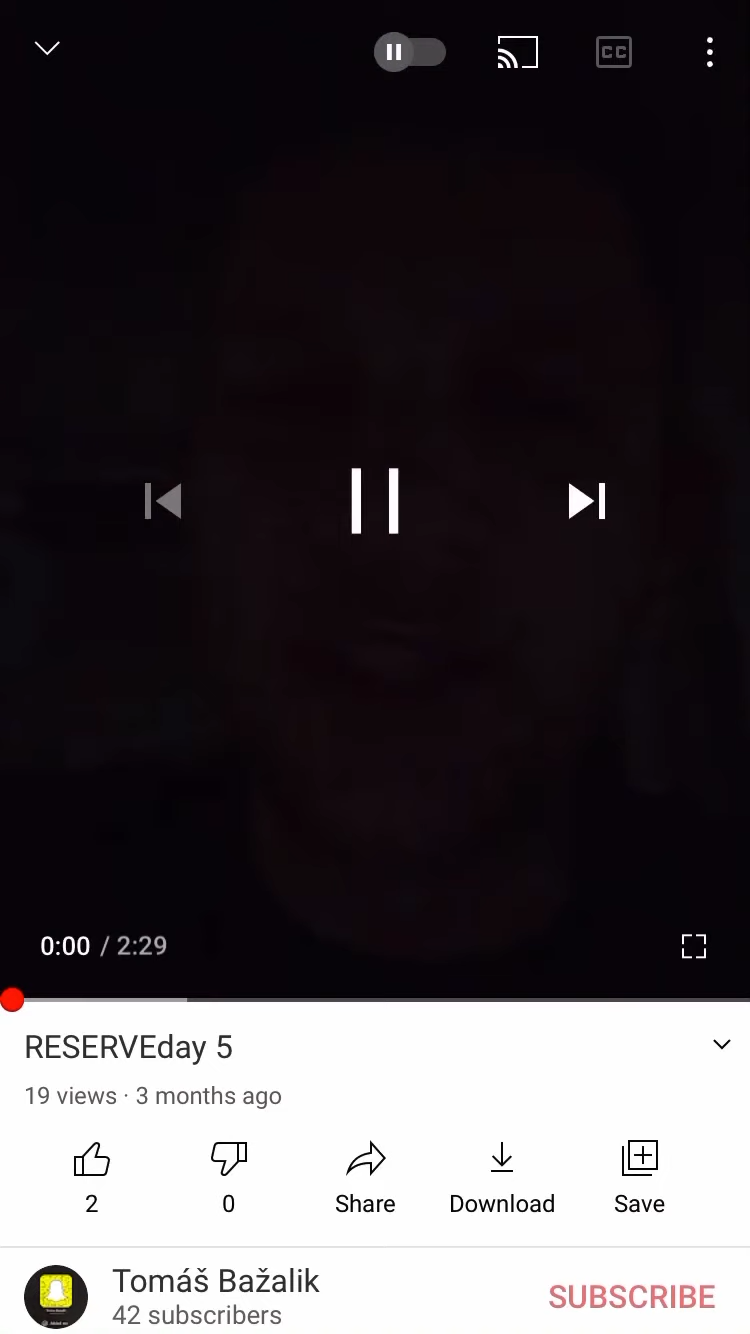 CC
0:00 / 2:29
RESERVEday 5
19 views · 3 months ago
2
0
Share
Download
Save
Tomáš Bažalik
42 subscribers
SUBSCRIBE